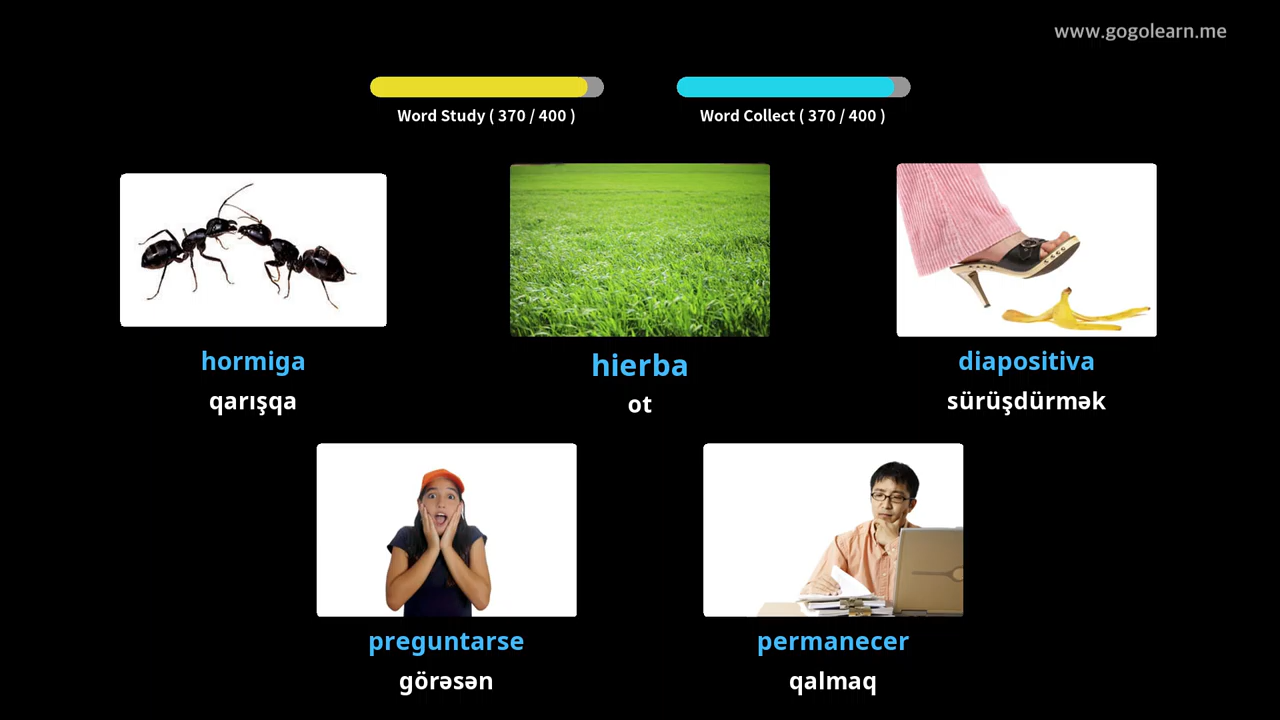 www.gogolearn.me
Word Study ( 370 / 400 )
Word Collect ( 370 / 400 )
hormiga
qarışqa
hierba
ot
diapositiva
sürüşdürmək
preguntarse
görəsən
permanecer
qalmaq